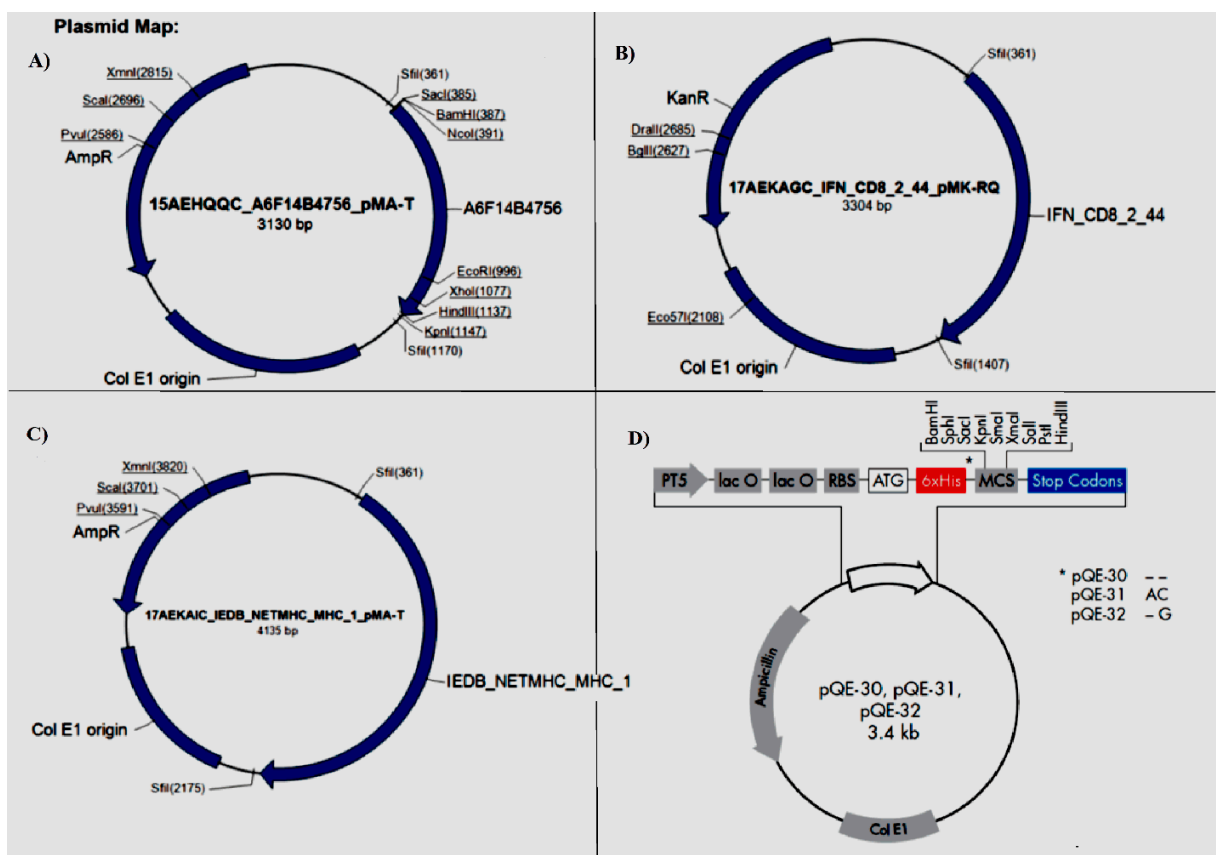 Plasmid Map:
A)
XmnI(2815)
ScaI(2696)
PvuI(2586)
AmpR
SfiI(361)
SacI(385)
BamHI(387)
NcoI(391)
15AEHQQC_A6F14B4756_pMA-T
3130 bp
A6F14B4756
EcoRI(996)
XhoI(1077)
HindIII(1137)
KpnI(1147)
SfiI(1170)
Col E1 origin
B)
SfiI(361)
KanR
DraII(2685)
BglII(2627)
17AEKAGC_IFN_CD8_2_44_pMK-RQ
3304 bp
IFN_CD8_2_44
Eco57I(2108)
Col E1 origin
SfiI(1407)
C)
XmnI(3820)
ScaI(3701)
PvuI(3591)
AmpR
SfiI(361)
17AEKAIC_IEDB_NETMHC_MHC_1_pMA-T
4135 bp
IEDB_NETMHC_MHC_1
Col E1 origin
SfiI(2175)
D)
BamHI
SphI
SacI
KpnI
SmaI
XmaI
SalI
PstI
HindIII
*
PT5 lac O lac O RBS ATG 6xHis MCS Stop Codons
* pQE-30 – –
pQE-31 AC
pQE-32 – G
Ampicillin
pQE-30, pQE-31,
pQE-32
3.4 kb
Col E1